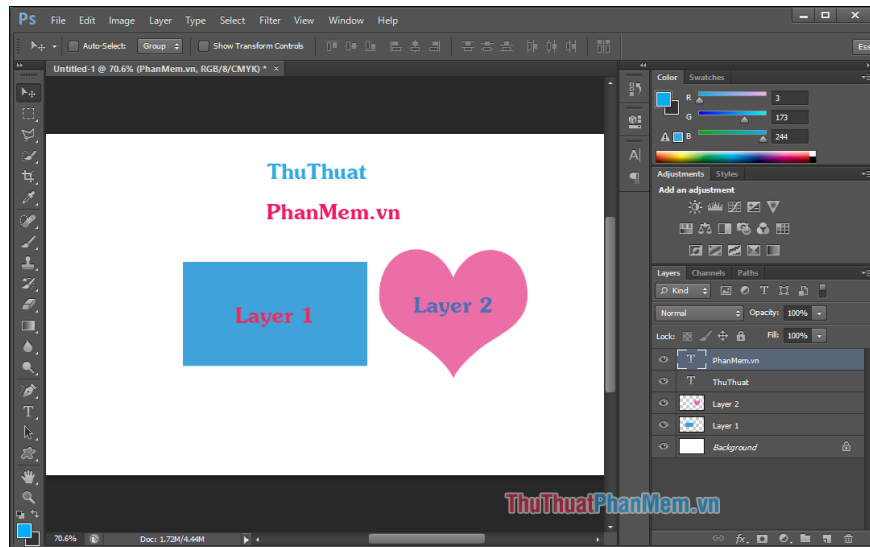 Ps File Edit Image Layer Type Select Filter View Window Help
Auto-Select: Group Show Transform Controls Ess
Untitled-1 @ 70.6% (PhanMem.vn, RGB/8/CMYK) * ×
Color Swatches
R 3
G 173
B 244
Adjustments Styles
Add an adjustment
ThuThuat
PhanMem.vn
Layer 1
Layer 2
Layers Channels Paths
Kind
Normal Opacity: 100%
Lock: Fill: 100%
T PhanMem.vn
T ThuThuat
Layer 2
Layer 1
Background
ThuThuatPhanMem.vn
70.6% Doc: 1.72M/4.44M
fx.